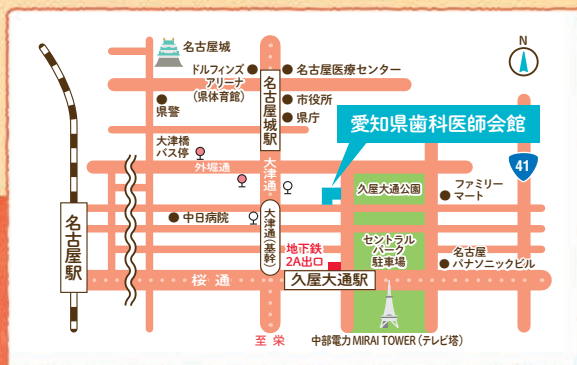 名古屋城
N
ドルフィンズ
アリーナ
(県体育館)
名古屋医療センター
県警
名古屋城駅
市役所
県庁
愛知県歯科医師会館
大津橋
バス停
外堀通
大津通
41
久屋大通公園
ファミリー
マート
中日病院
大津通(基幹)
名古屋駅
地下鉄
2A出口
セントラル
パーク
駐車場
名古屋
パナソニックビル
桜通
久屋大通駅
至栄
中部電力 MIRAI TOWER(テレビ塔)